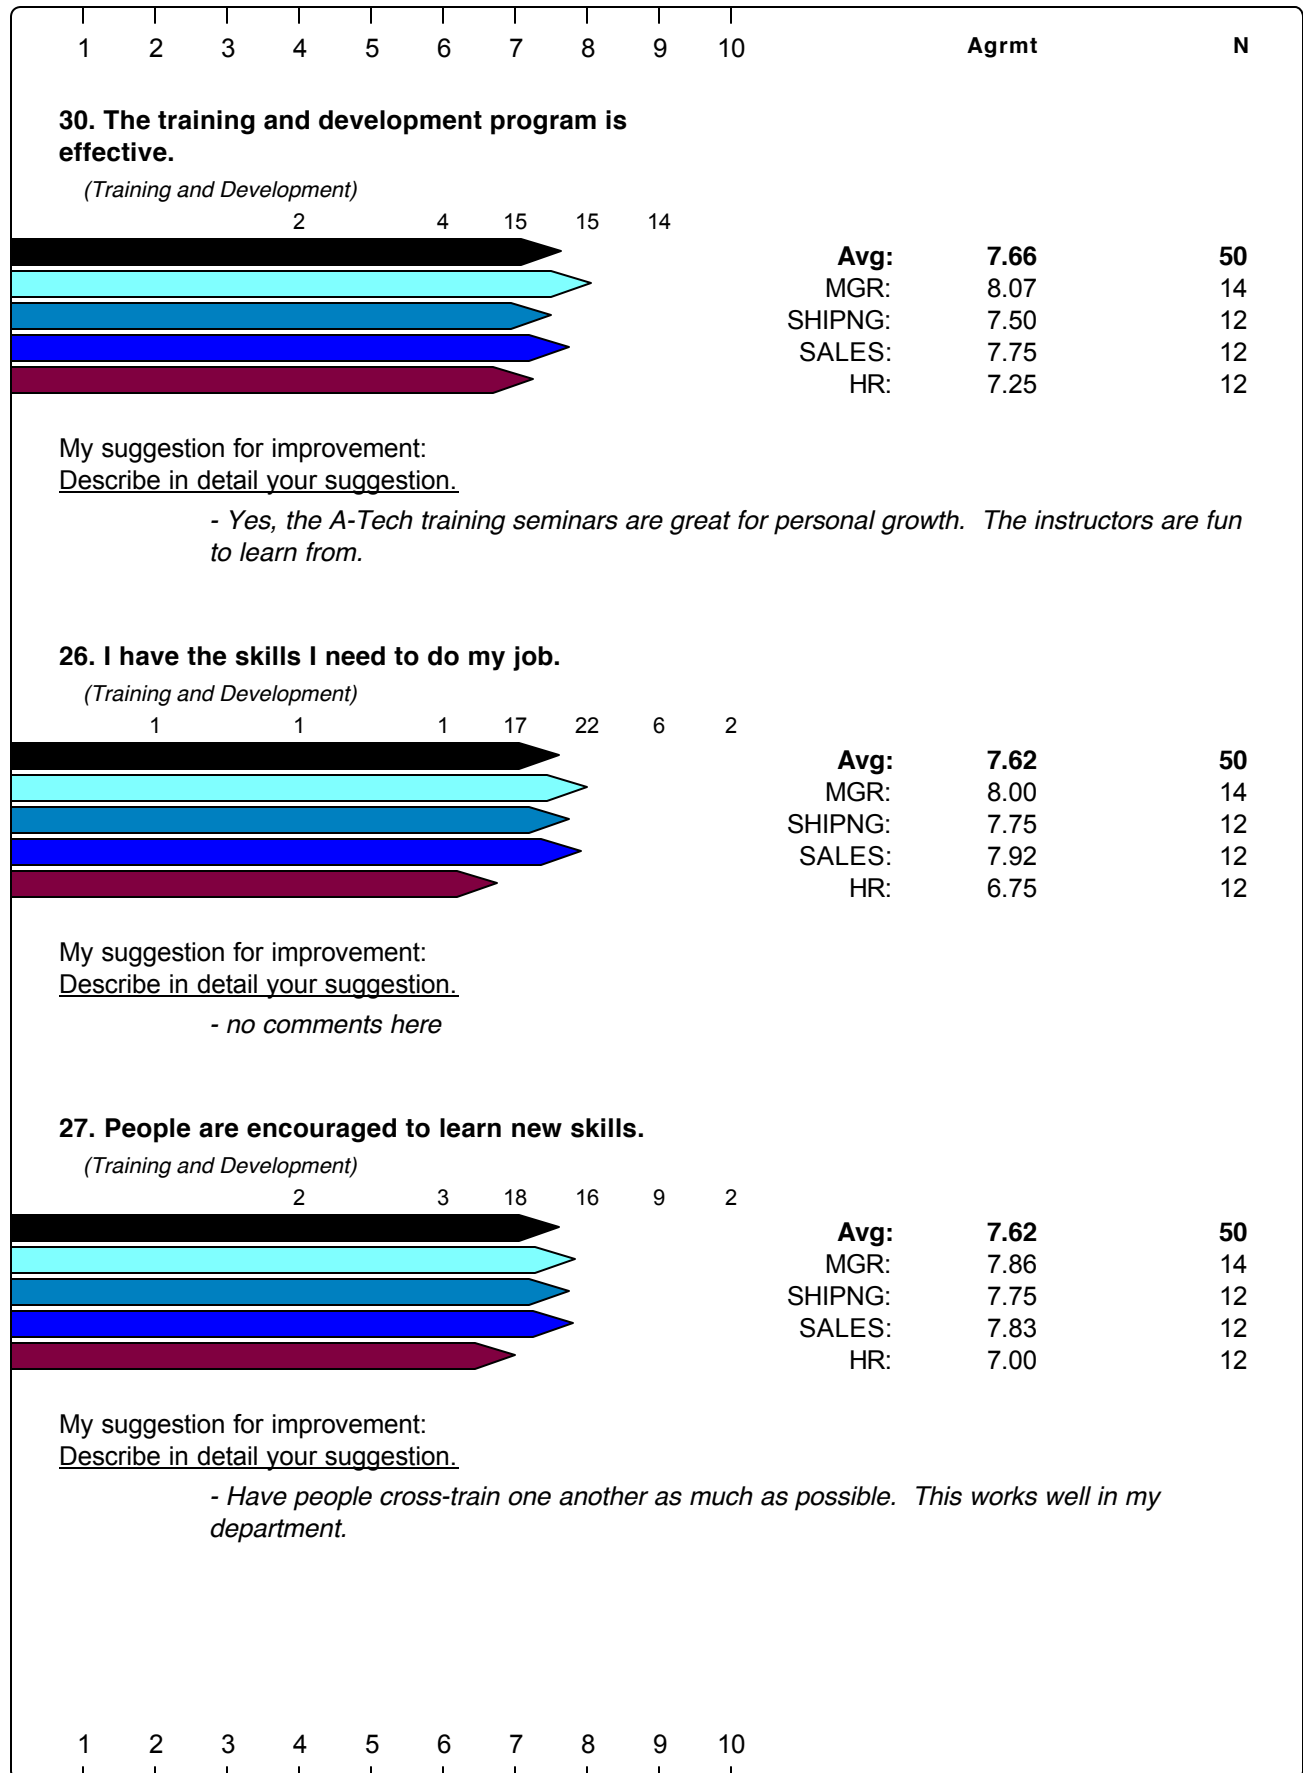 1 2 3 4 5 6 7 8 9 10 Agrmt N
30. The training and development program is
effective.
(Training and Development)
2 4 15 15 14
Avg: 7.66 50
MGR: 8.07 14
SHIPNG: 7.50 12
SALES: 7.75 12
HR: 7.25 12
My suggestion for improvement:
Describe in detail your suggestion.
- Yes, the A-Tech training seminars are great for personal growth.  The instructors are fun
to learn from.
26. I have the skills I need to do my job.
(Training and Development)
1 1 1 17 22 6 2
Avg: 7.62 50
MGR: 8.00 14
SHIPNG: 7.75 12
SALES: 7.92 12
HR: 6.75 12
My suggestion for improvement:
Describe in detail your suggestion.
- no comments here
27. People are encouraged to learn new skills.
(Training and Development)
2 3 18 16 9 2
Avg: 7.62 50
MGR: 7.86 14
SHIPNG: 7.75 12
SALES: 7.83 12
HR: 7.00 12
My suggestion for improvement:
Describe in detail your suggestion.
- Have people cross-train one another as much as possible.  This works well in my
department.
1 2 3 4 5 6 7 8 9 10